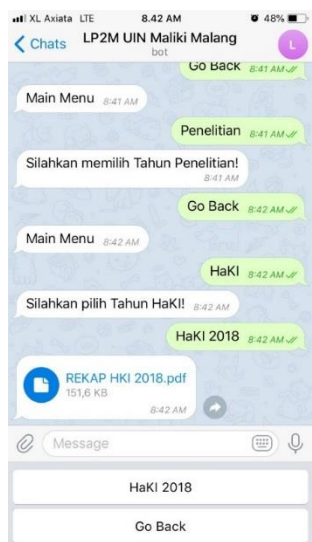 XL Axiata LTE 8.42 AM 48%
Chats LP2M UIN Maliki Malang L
bot
Go Back 8:41 AM
Main Menu 8:41 AM
Penelitian 8:41 AM
Silahkan memilih Tahun Penelitian!
8:41 AM
Go Back 8:42 AM
Main Menu 8:42 AM
HaKI 8:42 AM
Silahkan pilih Tahun HaKI! 8:42 AM
HaKI 2018 8:42 AM
REKAP HKI 2018.pdf
151,6 KB
8:42 AM
Message
HaKI 2018
Go Back